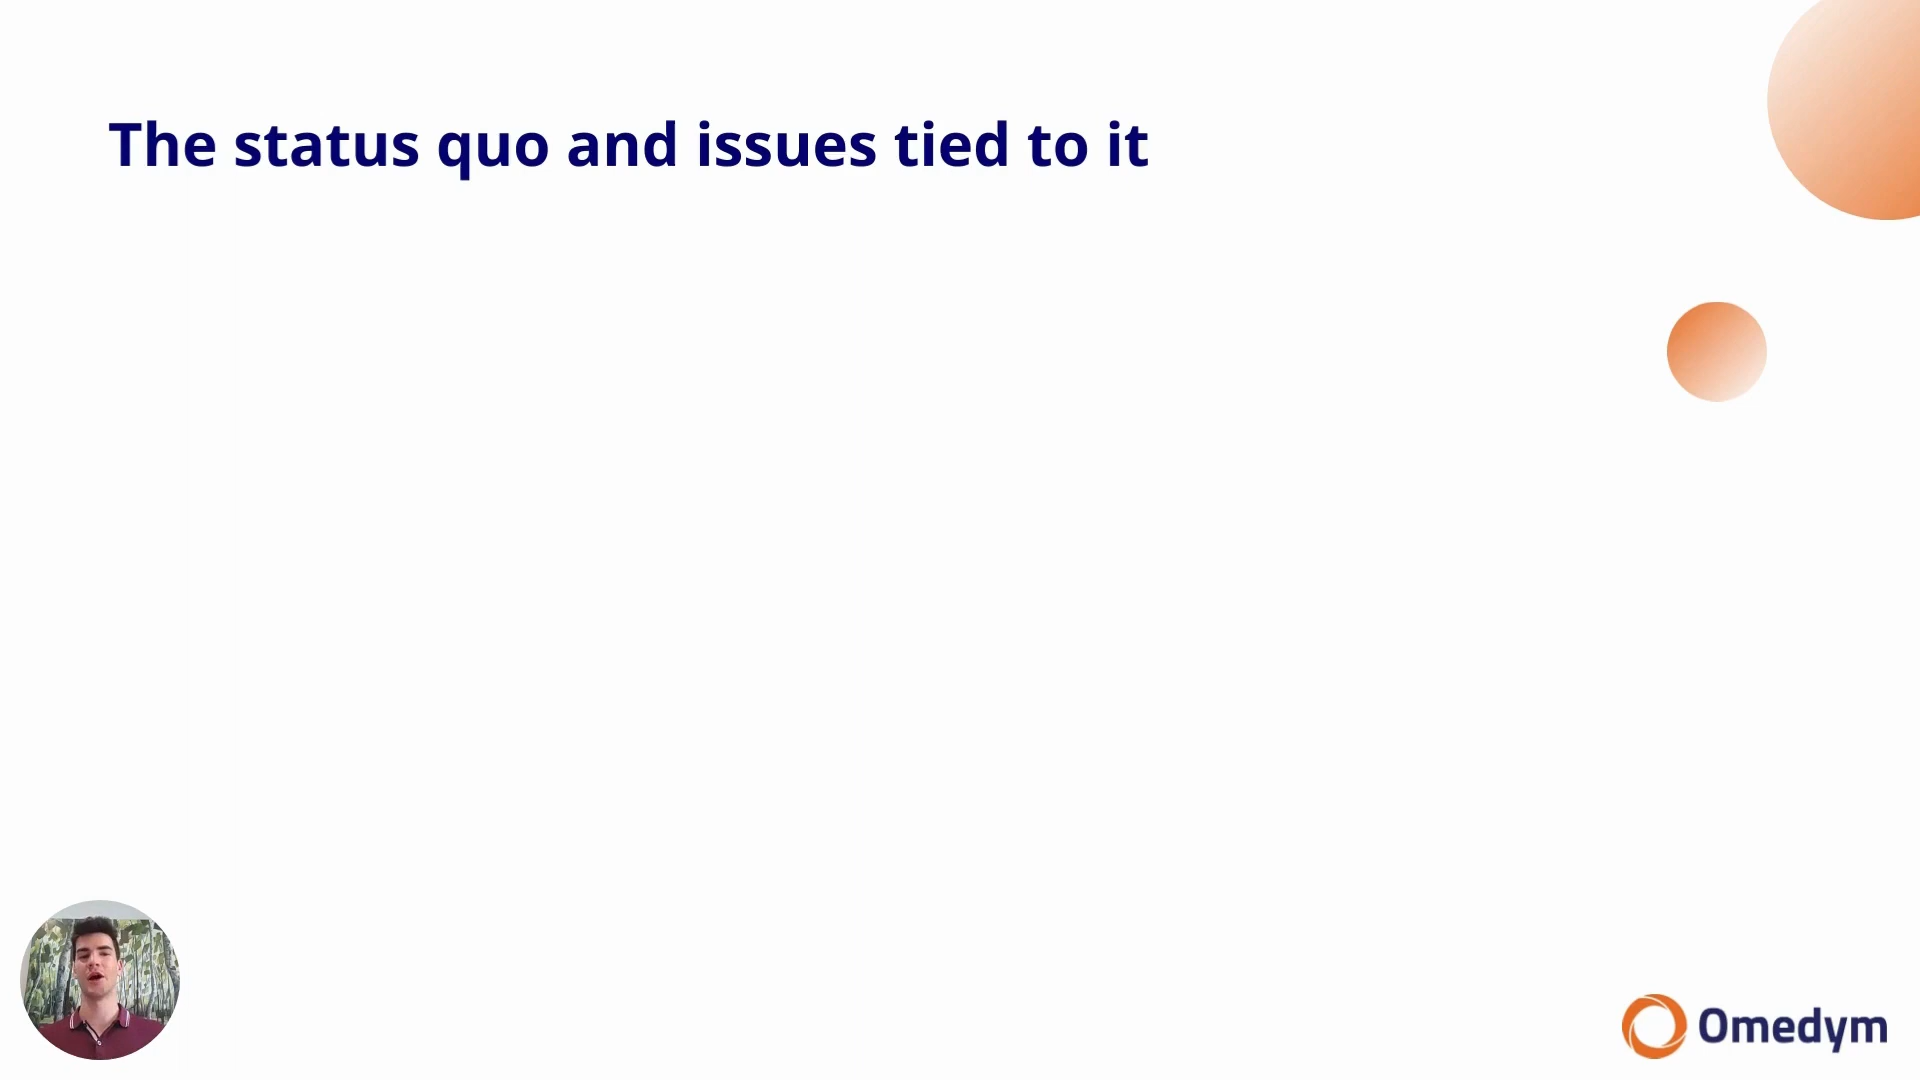 The status quo and issues tied to it
Omedym